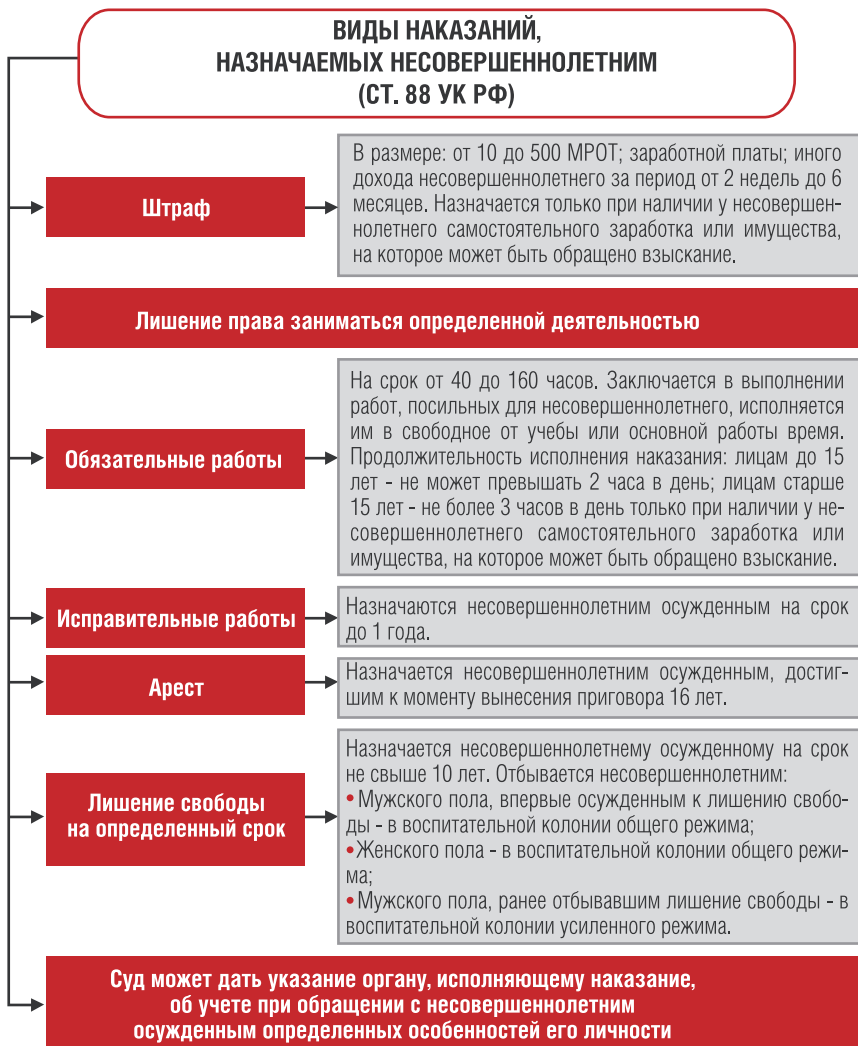 ВИДЫ НАКАЗАНИЙ,
НАЗНАЧАЕМЫХ НЕСОВЕРШЕННОЛЕТНИМ
(СТ. 88 УК РФ)
Штраф
В размере: от 10 до 500 МРОТ; заработной платы; иного
дохода несовершеннолетнего за период от 2 недель до 6
месяцев. Назначается только при наличии у несовершен-
нолетнего самостоятельного заработка или имущества,
на которое может быть обращено взыскание.
Лишение права заниматься определенной деятельностью
Обязательные работы
На срок от 40 до 160 часов. Заключается в выполнении
работ, посильных для несовершеннолетнего, исполняется
им в свободное от учебы или основной работы время.
Продолжительность исполнения наказания: лицам до 15
лет - не может превышать 2 часа в день; лицам старше
15 лет - не более 3 часов в день только при наличии у не-
совершеннолетнего самостоятельного заработка или
имущества, на которое может быть обращено взыскание.
Исправительные работы
Назначаются несовершеннолетним осужденным на срок
до 1 года.
Арест
Назначается несовершеннолетним осужденным, достиг-
шим к моменту вынесения приговора 16 лет.
Лишение свободы
на определенный срок
Назначается несовершеннолетнему осужденному на срок
не свыше 10 лет. Отбывается несовершеннолетним:
• Мужского пола, впервые осужденным к лишению свобо-
ды - в воспитательной колонии общего режима;
• Женского пола - в воспитательной колонии общего режи-
ма;
• Мужского пола, ранее отбывавшим лишение свободы - в
воспитательной колонии усиленного режима.
Суд может дать указание органу, исполняющему наказание,
об учете при обращении с несовершеннолетним
осужденным определенных особенностей его личности